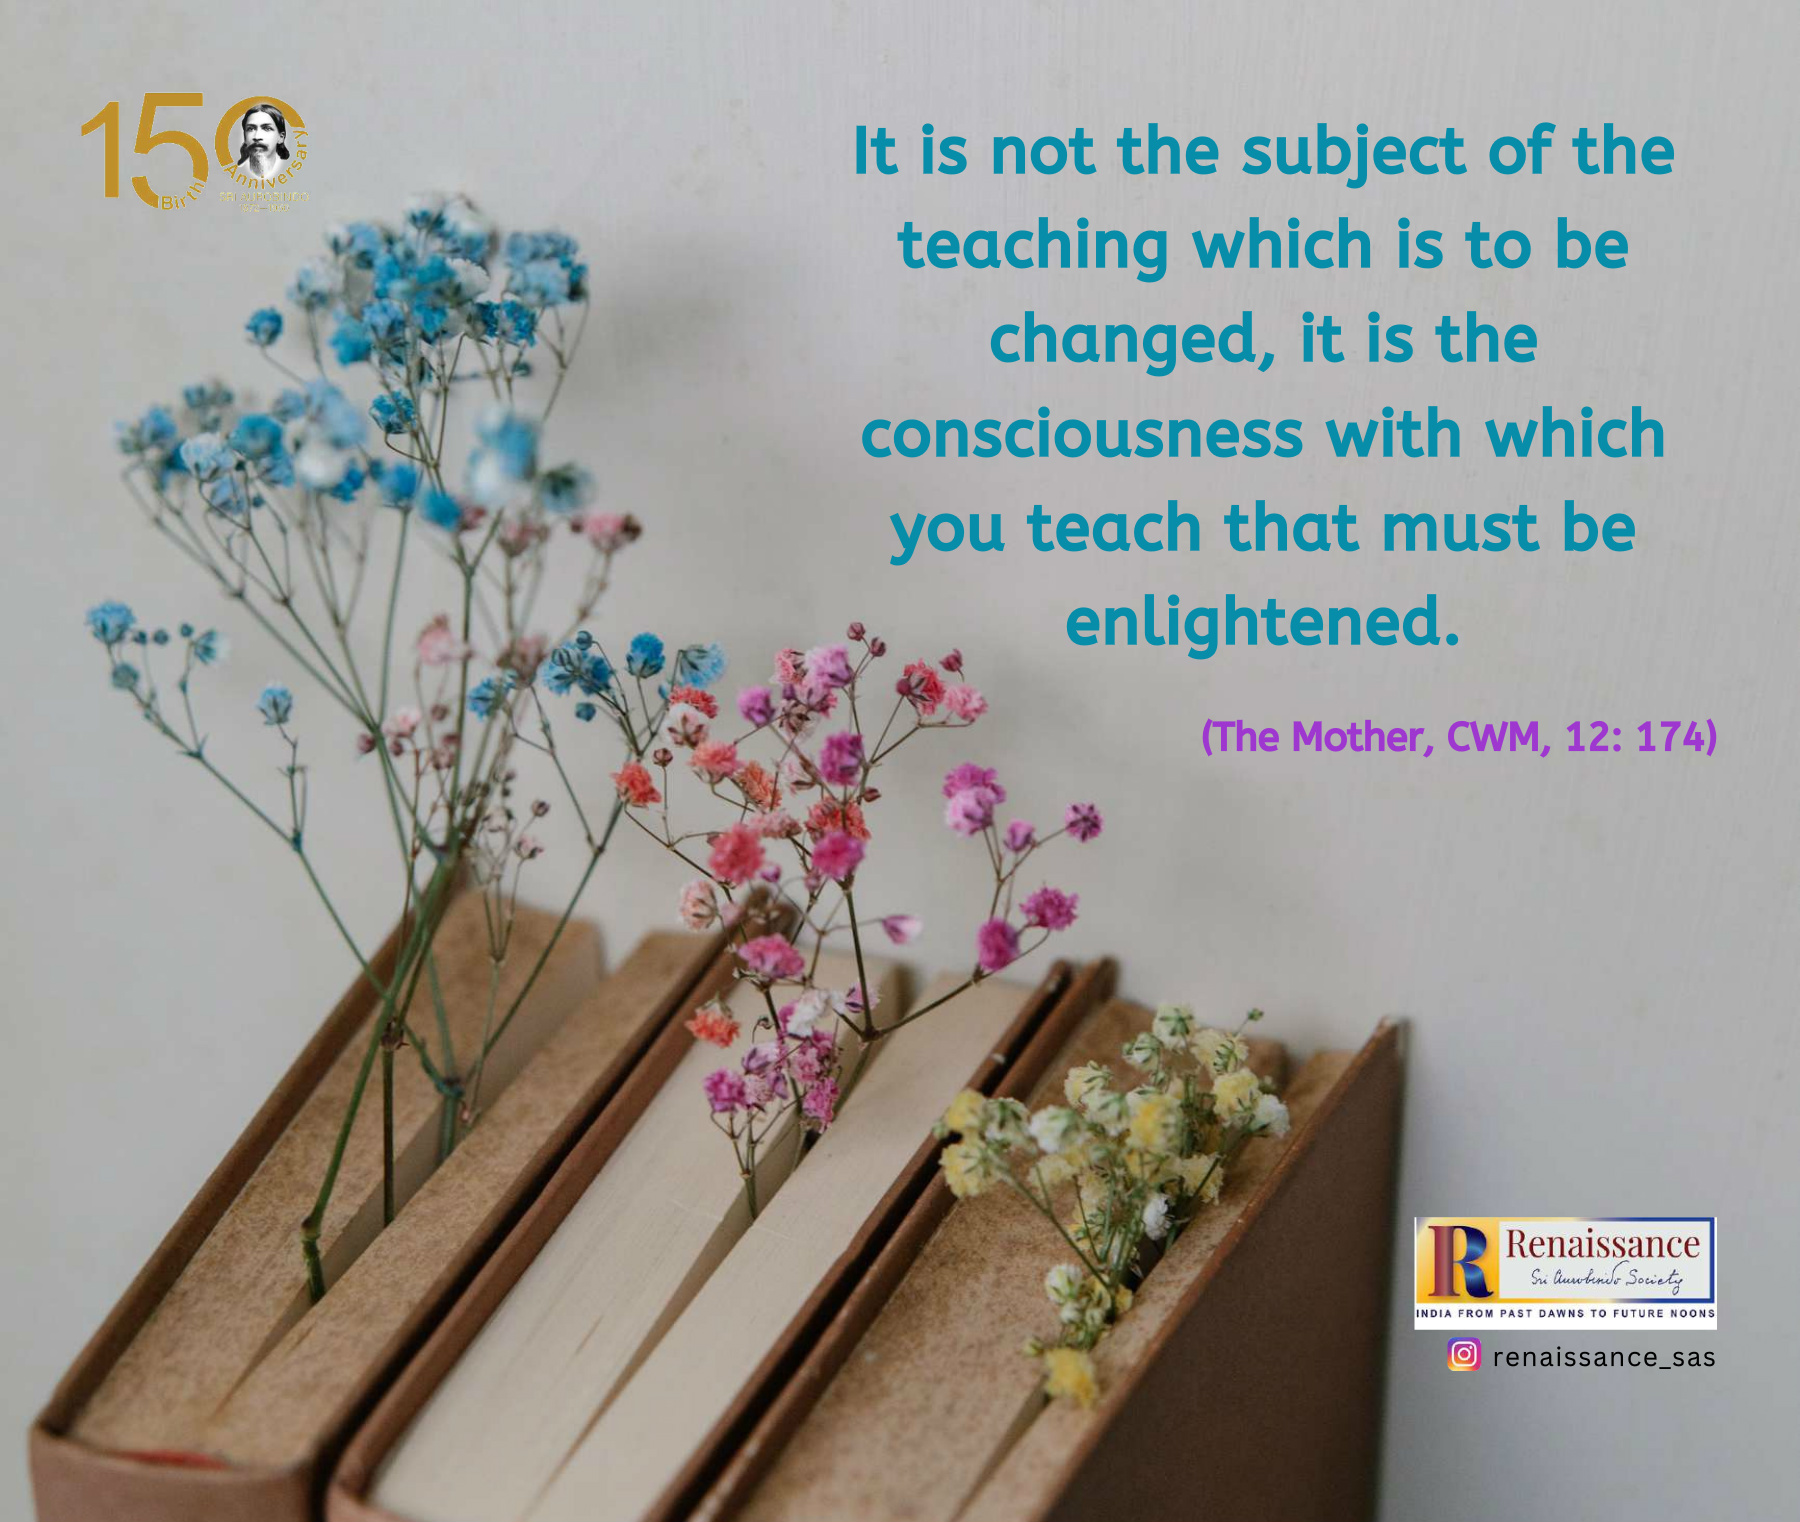 150
Birth Anniversary
SRI AUROBINDO
It is not the subject of the
teaching which is to be
changed, it is the
consciousness with which
you teach that must be
enlightened.
(The Mother, CWM, 12: 174)
R Renaissance
Sri Aurobindo Society
INDIA FROM PAST DAWNS TO FUTURE NOONS
renaissance_sas